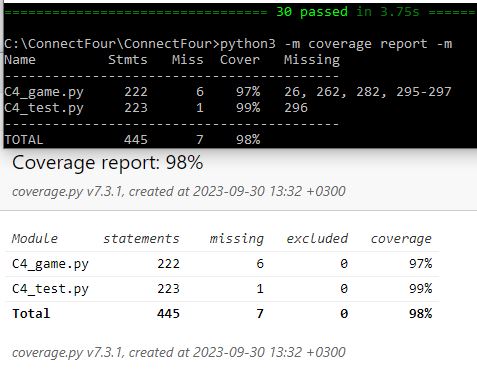 ================================ 30 passed in 3.75s ======
C:\ConnectFour\ConnectFour>python3 -m coverage report -m
Name Stmts Miss Cover Missing
------------------------------------------
C4_game.py 222 6 97% 26, 262, 282, 295-297
C4_test.py 223 1 99% 296
------------------------------------------
TOTAL 445 7 98%
Coverage report: 98%
coverage.py v7.3.1, created at 2023-09-30 13:32 +0300
Module statements missing excluded coverage
C4_game.py 222 6 0 97%
C4_test.py 223 1 0 99%
Total 445 7 0 98%
coverage.py v7.3.1, created at 2023-09-30 13:32 +0300